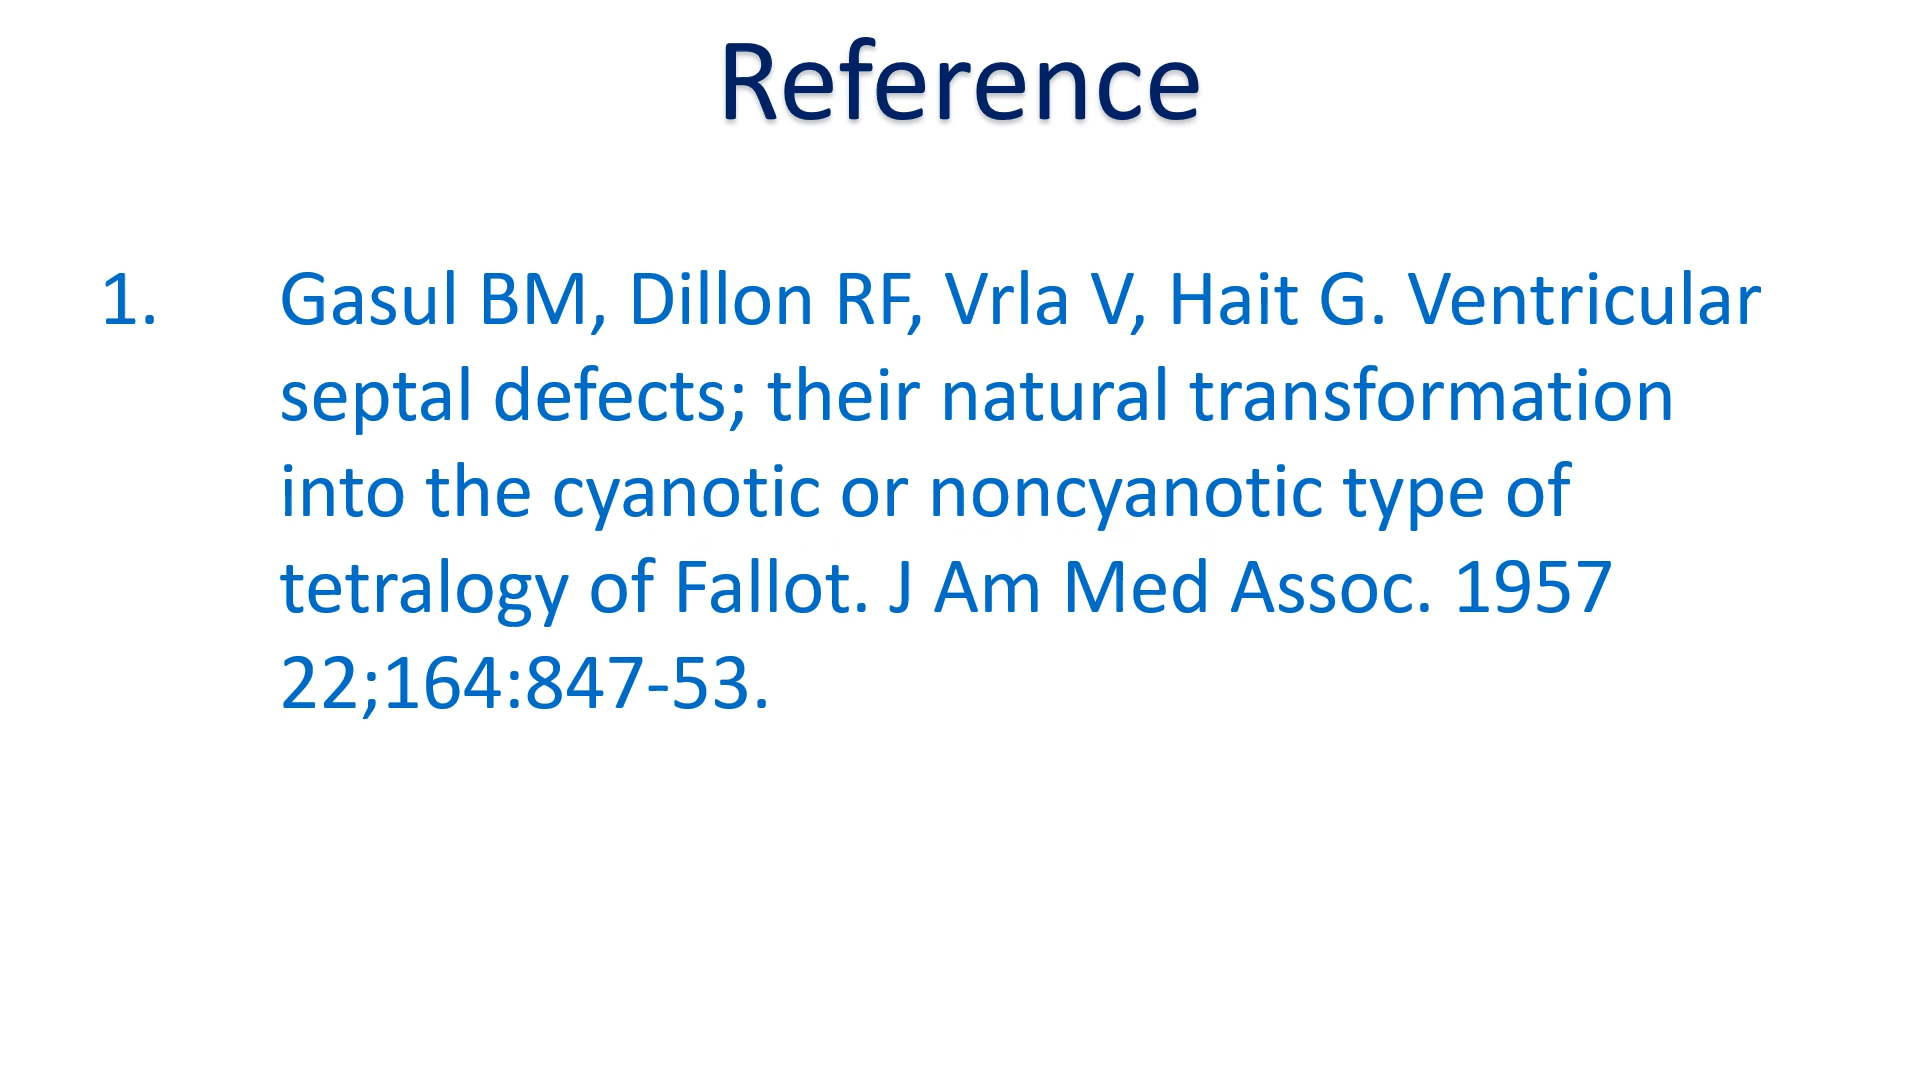 Reference
1. Gasul BM, Dillon RF, Vrla V, Hait G. Ventricular
septal defects; their natural transformation
into the cyanotic or noncyanotic type of
tetralogy of Fallot. J Am Med Assoc. 1957
22;164:847-53.